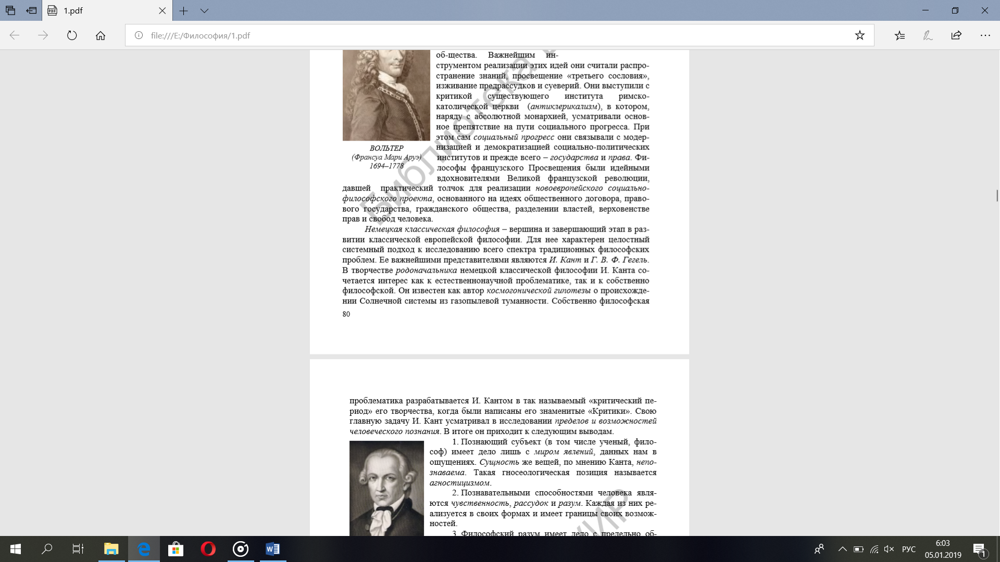 1.pdf
file:///E:/Философия/1.pdf
об-щества. Важнейшим ин-
струментом реализации этих идей они считали распро-
странение знаний, просвещение «третьего сословия»,
изживание предрассудков и суеверий. Они выступили с
критикой существующего института римско-
католической церкви (антиклерикализм), в котором,
наряду с абсолютной монархией, усматривали основ-
ное препятствие на пути социального прогресса. При
этом сам социальный прогресс они связывали с модер-
низацией и демократизацией социально-политических
институтов и прежде всего – государства и права. Фи-
лософы французского Просвещения были идейными
вдохновителями Великой французской революции,
ВОЛЬТЕР
(Франсуа Мари Аруэ)
1694–1778
давшей практический толчок для реализации новоевропейского социально-
философского проекта, основанного на идеях общественного договора, право-
вого государства, гражданского общества, разделении властей, верховенстве
прав и свобод человека.
Немецкая классическая философия – вершина и завершающий этап в раз-
витии классической европейской философии. Для нее характерен целостный
системный подход к исследованию всего спектра традиционных философских
проблем. Ее важнейшими представителями являются И. Кант и Г. В. Ф. Гегель.
В творчестве родоначальника немецкой классической философии И. Канта со-
четается интерес как к естественнонаучной проблематике, так и к собственно
философской. Он известен как автор космогонической гипотезы о происхожде-
нии Солнечной системы из газопылевой туманности. Собственно философская
80
Библиотека
проблематика разрабатывается И. Кантом в так называемый «критический пе-
риод» его творчества, когда были написаны его знаменитые «Критики». Свою
главную задачу И. Кант усматривал в исследовании пределов и возможностей
человеческого познания. В итоге он приходит к следующим выводам.
1. Познающий субъект (в том числе ученый, фило-
соф) имеет дело лишь с миром явлений, данных нам в
ощущениях. Сущность же вещей, по мнению Канта, непо-
знаваема. Такая гносеологическая позиция называется
агностицизмом.
2. Познавательными способностями человека явля-
ются чувственность, рассудок и разум. Каждая из них ре-
ализуется в своих формах и имеет границы своих возмож-
ностей.
3. Философский разум имеет дело с предельно об-
РУС
6:03
05.01.2019
1